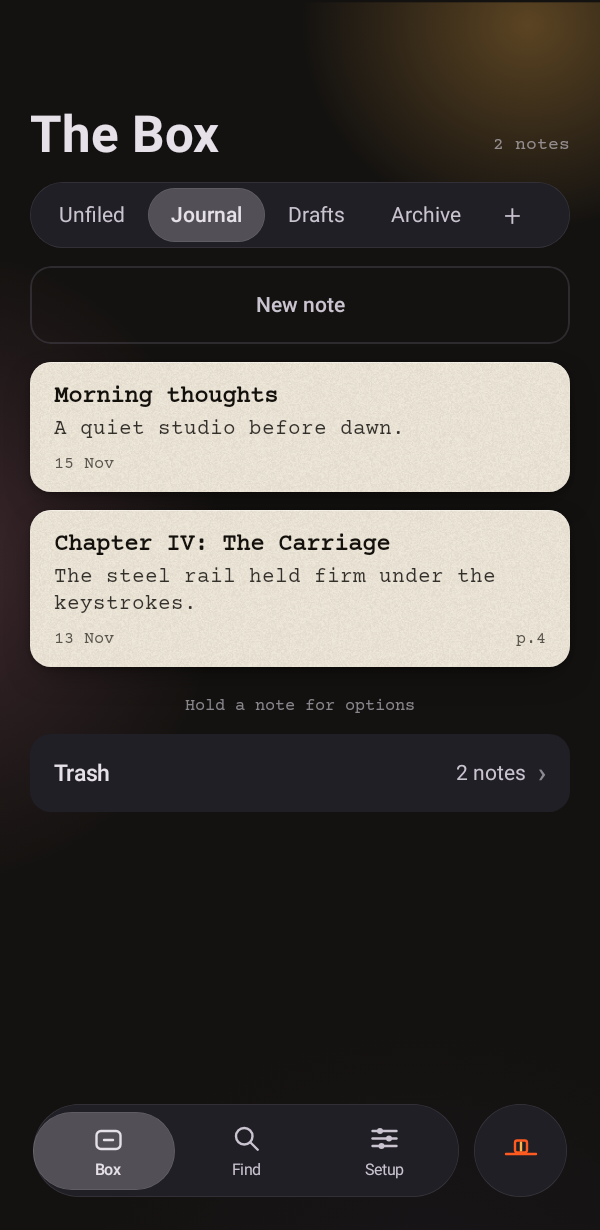 The Box
2 notes
Unfiled Journal Drafts Archive +
New note
Morning thoughts
A quiet studio before dawn.
15 Nov
Chapter IV: The Carriage
The steel rail held firm under the
keystrokes.
13 Nov p.4
Hold a note for options
Trash 2 notes ›
Box Find Setup